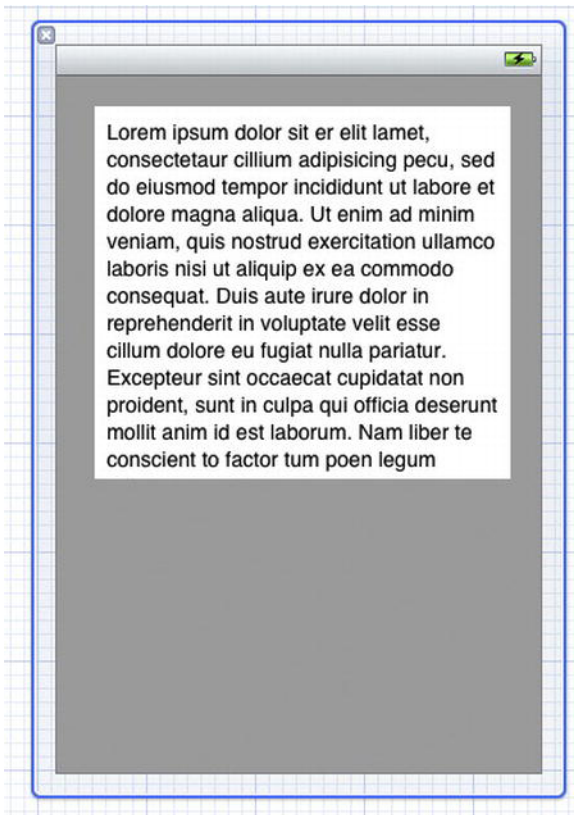 Lorem ipsum dolor sit er elit lamet,
consectetaur cillium adipisicing pecu, sed
do eiusmod tempor incididunt ut labore et
dolore magna aliqua. Ut enim ad minim
veniam, quis nostrud exercitation ullamco
laboris nisi ut aliquip ex ea commodo
consequat. Duis aute irure dolor in
reprehenderit in voluptate velit esse
cillum dolore eu fugiat nulla pariatur.
Excepteur sint occaecat cupidatat non
proident, sunt in culpa qui officia deserunt
mollit anim id est laborum. Nam liber te
conscient to factor tum poen legum